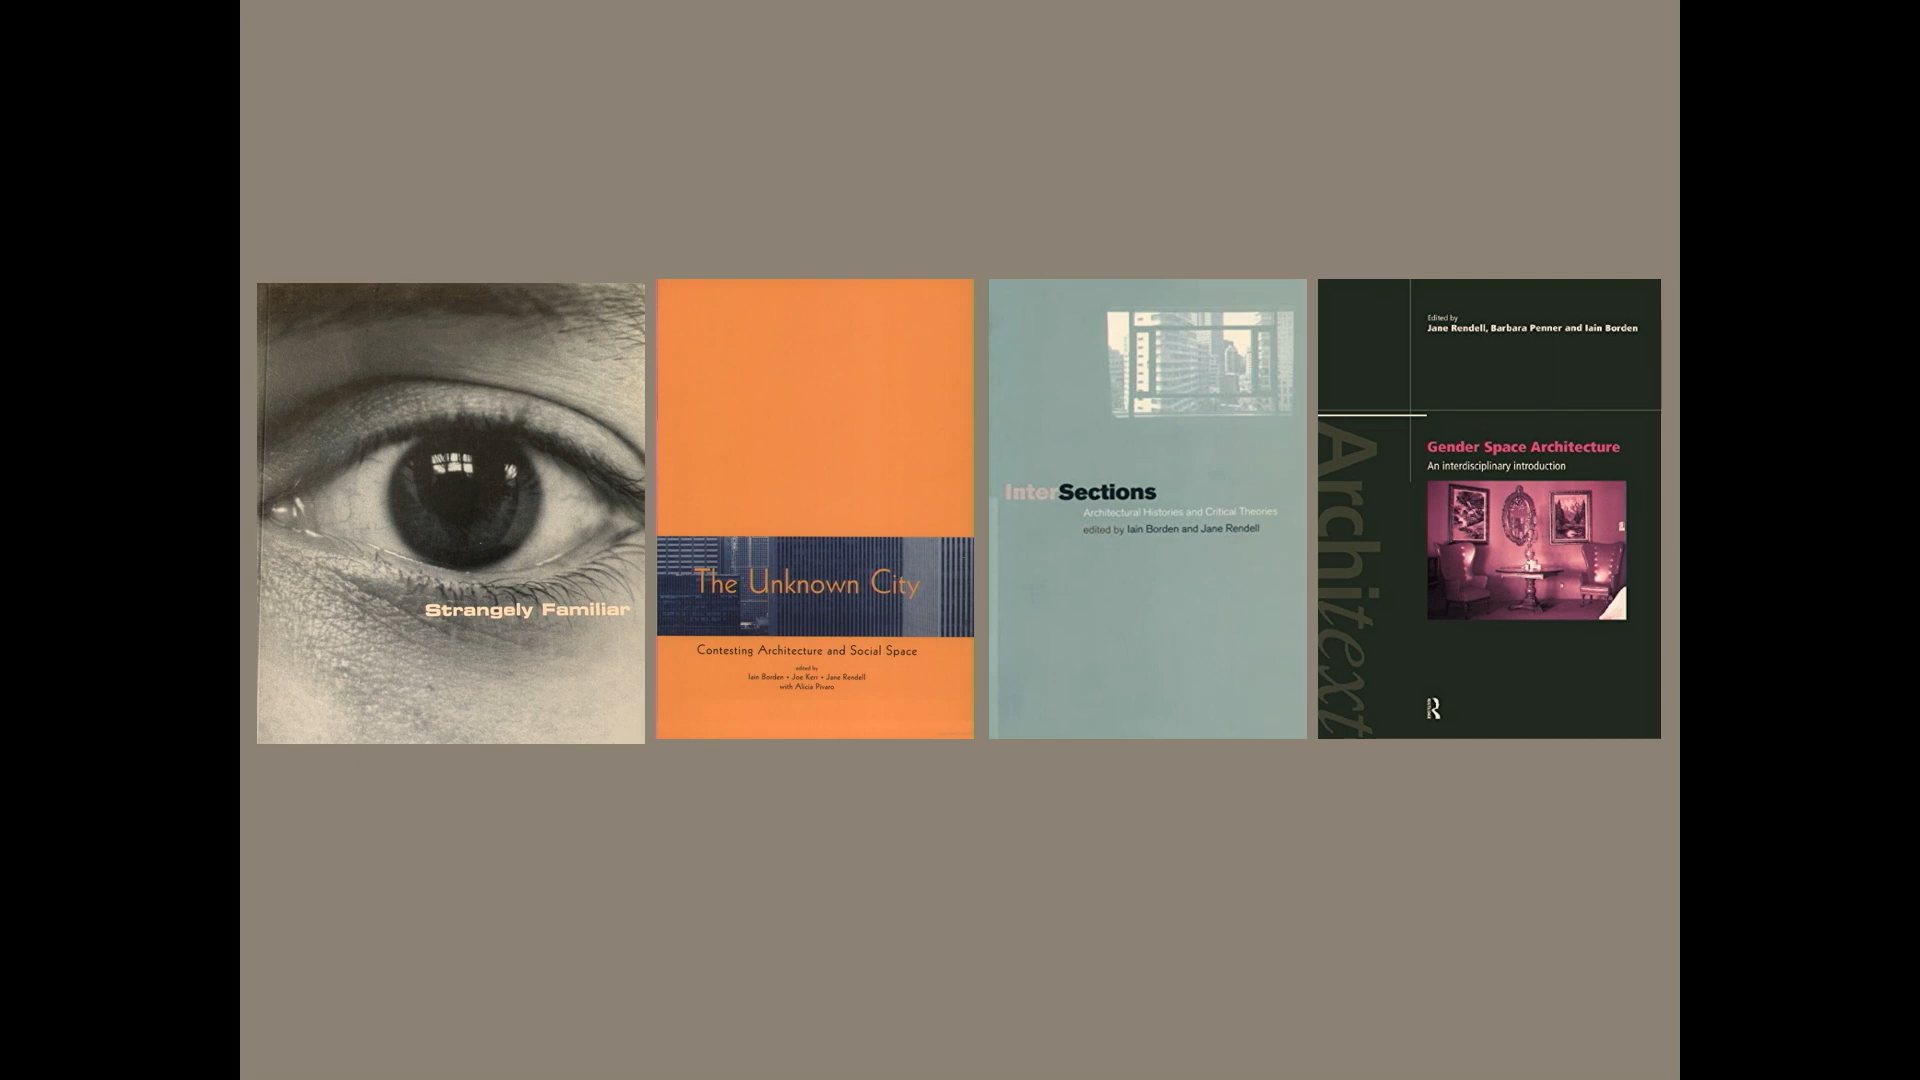 Strangely Familiar
The Unknown City
Contesting Architecture and Social Space
edited by
Iain Borden • Joe Kerr • Jane Rendell
with Alicia Pivaro
InterSections
Architectural Histories and Critical Theories
edited by Iain Borden and Jane Rendell
Edited by
Jane Rendell, Barbara Penner and Iain Borden
Gender Space Architecture
An interdisciplinary introduction
Architext
R